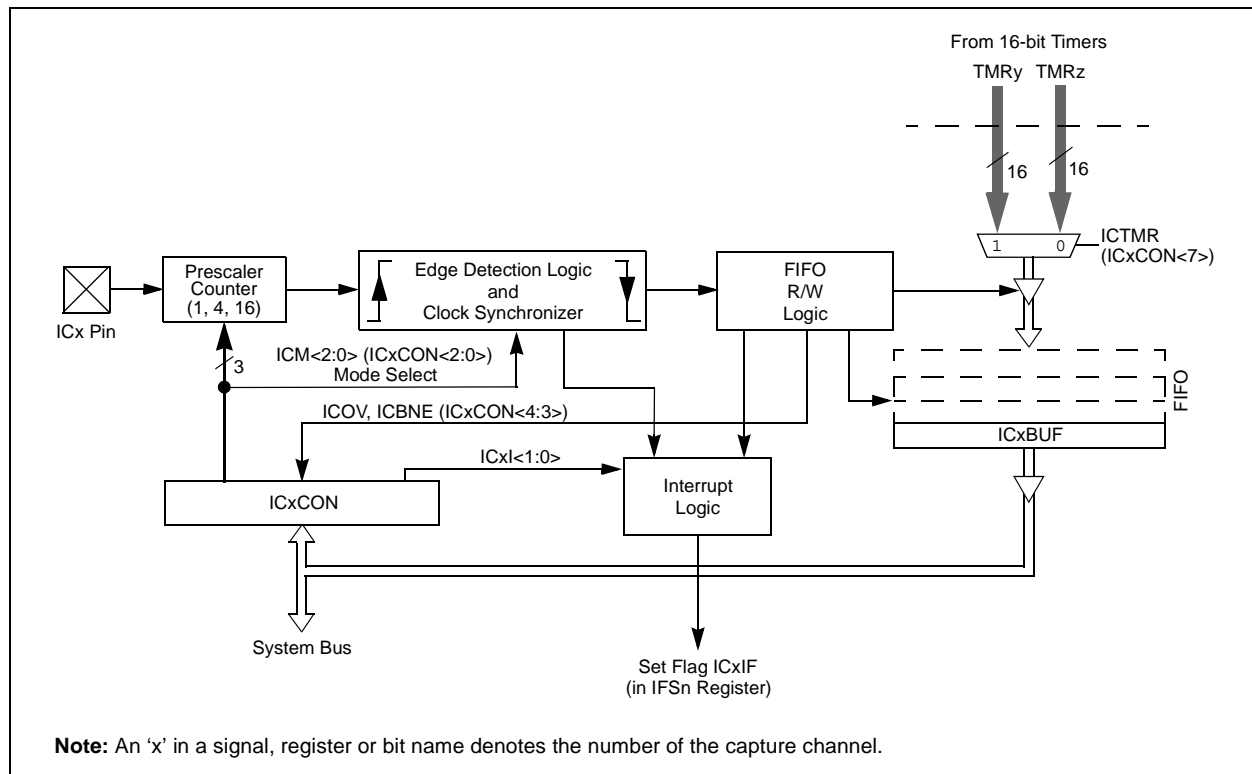 From 16-bit Timers
TMRy TMRz
16 16
1 0
ICTMR
(ICxCON<7>)
ICx Pin
Prescaler
Counter
(1, 4, 16)
Edge Detection Logic
and
Clock Synchronizer
FIFO
R/W
Logic
3
ICM<2:0> (ICxCON<2:0>)
Mode Select
FIFO
ICOV, ICBNE (ICxCON<4:3>)
ICxBUF
ICxI<1:0>
ICxCON
Interrupt
Logic
System Bus
Set Flag ICxIF
(in IFSn Register)
Note: An ‘x’ in a signal, register or bit name denotes the number of the capture channel.